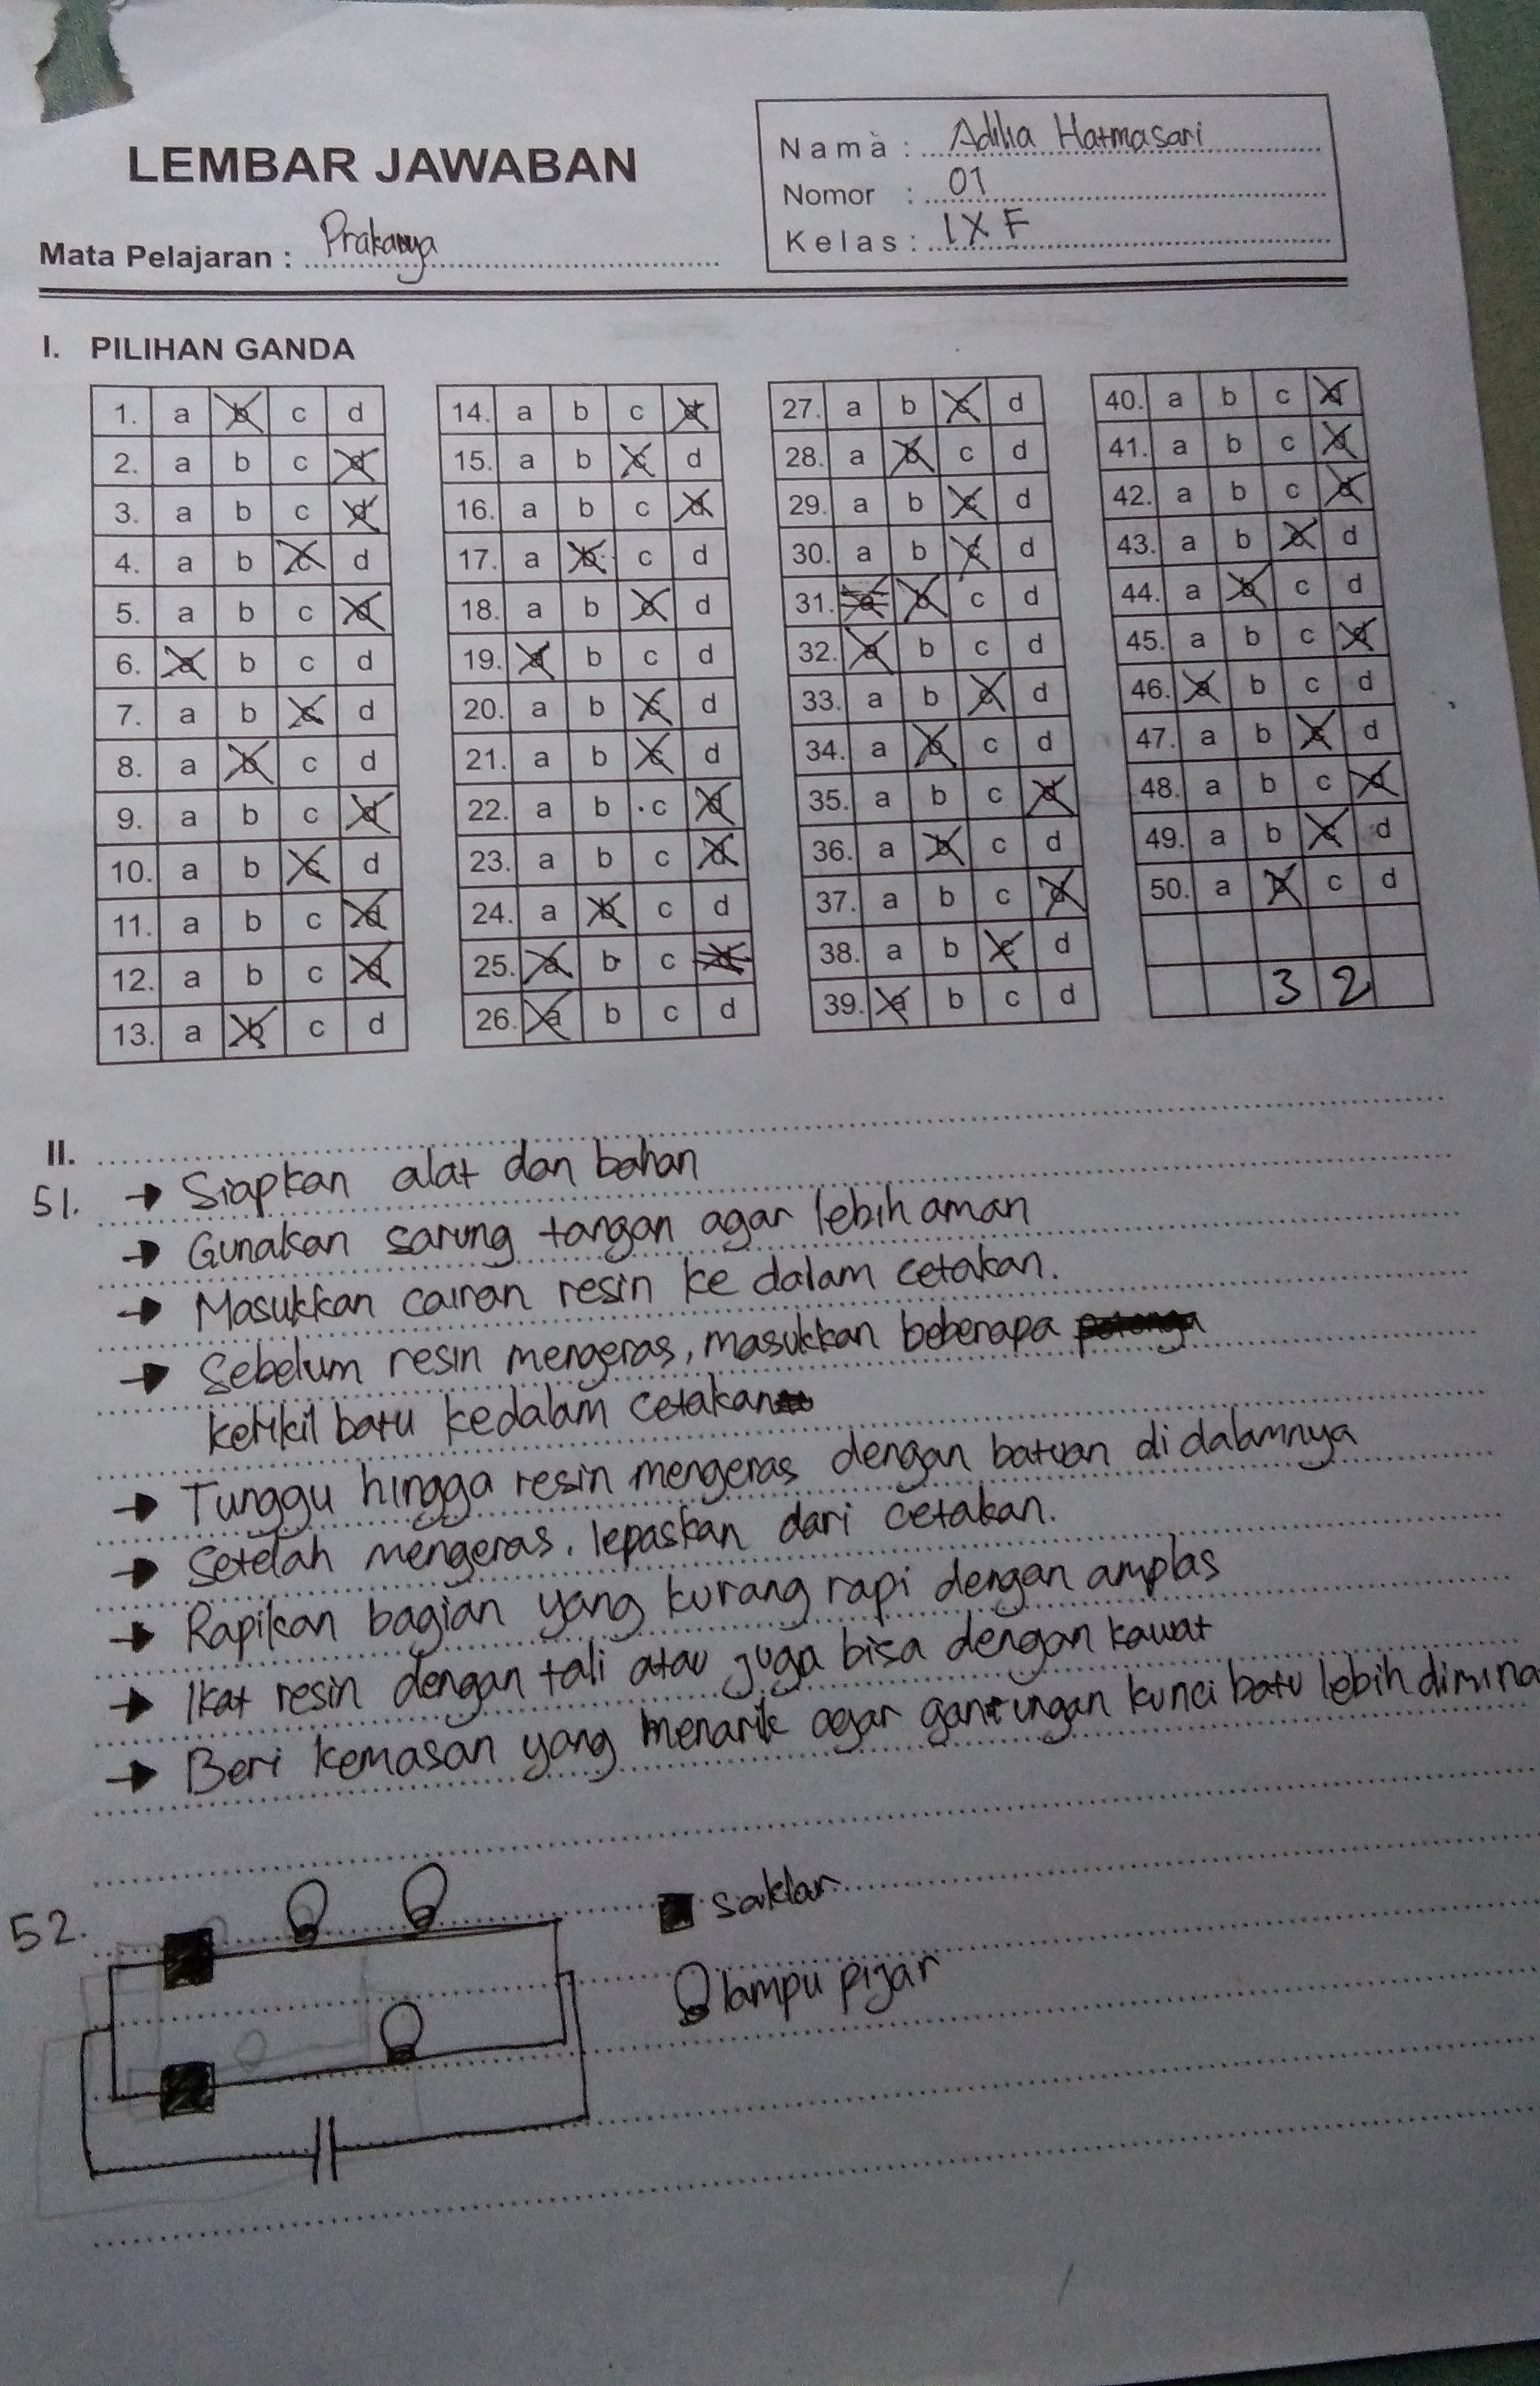 LEMBAR JAWABAN
Mata Pelajaran : Prakarya
Nama : Adilia Hatmasari
Nomor : 01
Kelas : IX F
I. PILIHAN GANDA
1. a b c d
2. a b c d
3. a b c d
4. a b c d
5. a b c d
6. a b c d
7. a b c d
8. a b c d
9. a b c d
10. a b c d
11. a b c d
12. a b c d
13. a b c d
14. a b c d
15. a b c d
16. a b c d
17. a b c d
18. a b c d
19. a b c d
20. a b c d
21. a b c d
22. a b c d
23. a b c d
24. a b c d
25. a b c d
26. a b c d
27. a b c d
28. a b c d
29. a b c d
30. a b c d
31. a b c d
32. a b c d
33. a b c d
34. a b c d
35. a b c d
36. a b c d
37. a b c d
38. a b c d
39. a b c d
40. a b c d
41. a b c d
42. a b c d
43. a b c d
44. a b c d
45. a b c d
46. a b c d
47. a b c d
48. a b c d
49. a b c d
50. a b c d
3 2
II.
51. → Siapkan alat dan bahan
→ Gunakan sarung tangan agar lebih aman
→ Masukkan cairan resin ke dalam cetakan.
→ Sebelum resin mengeras, masukkan beberapa
kerikil batu kedalam cetakan
→ Tunggu hingga resin mengeras dengan batuan di dalamnya
→ Setelah mengeras, lepaskan dari cetakan.
→ Rapikan bagian yang kurang rapi dengan amplas
→ Ikat resin dengan tali atau juga bisa dengan kawat
→ Beri kemasan yang menarik agar gantungan kunci batu lebih dimina
52.
saklar
lampu pijar